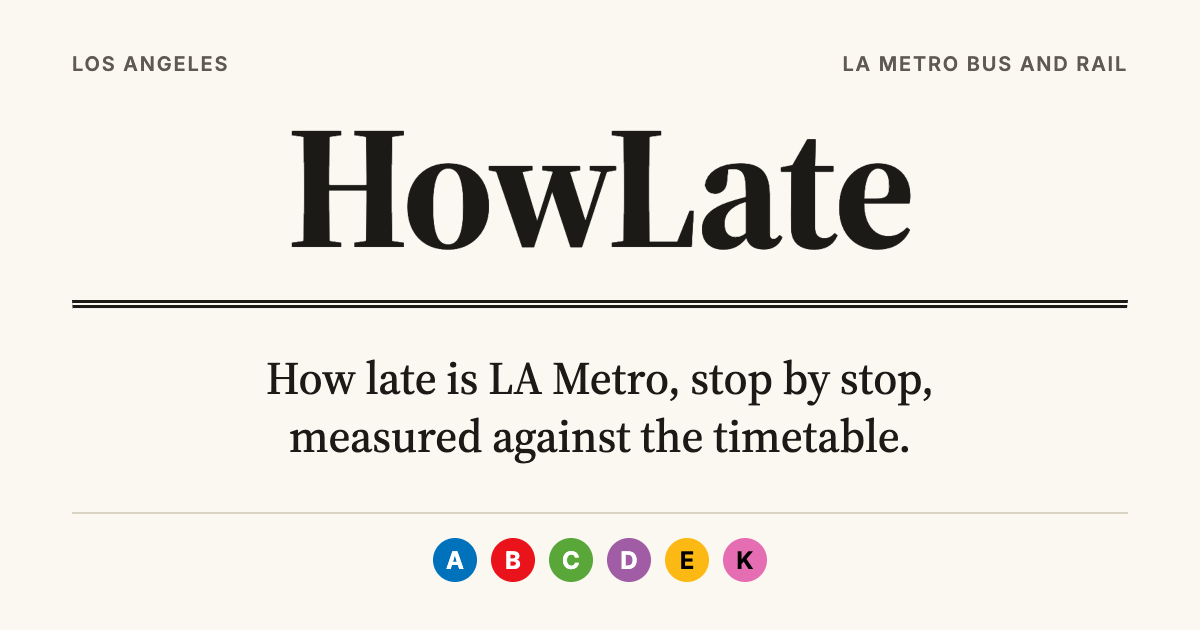 LOS ANGELES
LA METRO BUS AND RAIL
HowLate
How late is LA Metro, stop by stop,
measured against the timetable.
A B C D E K